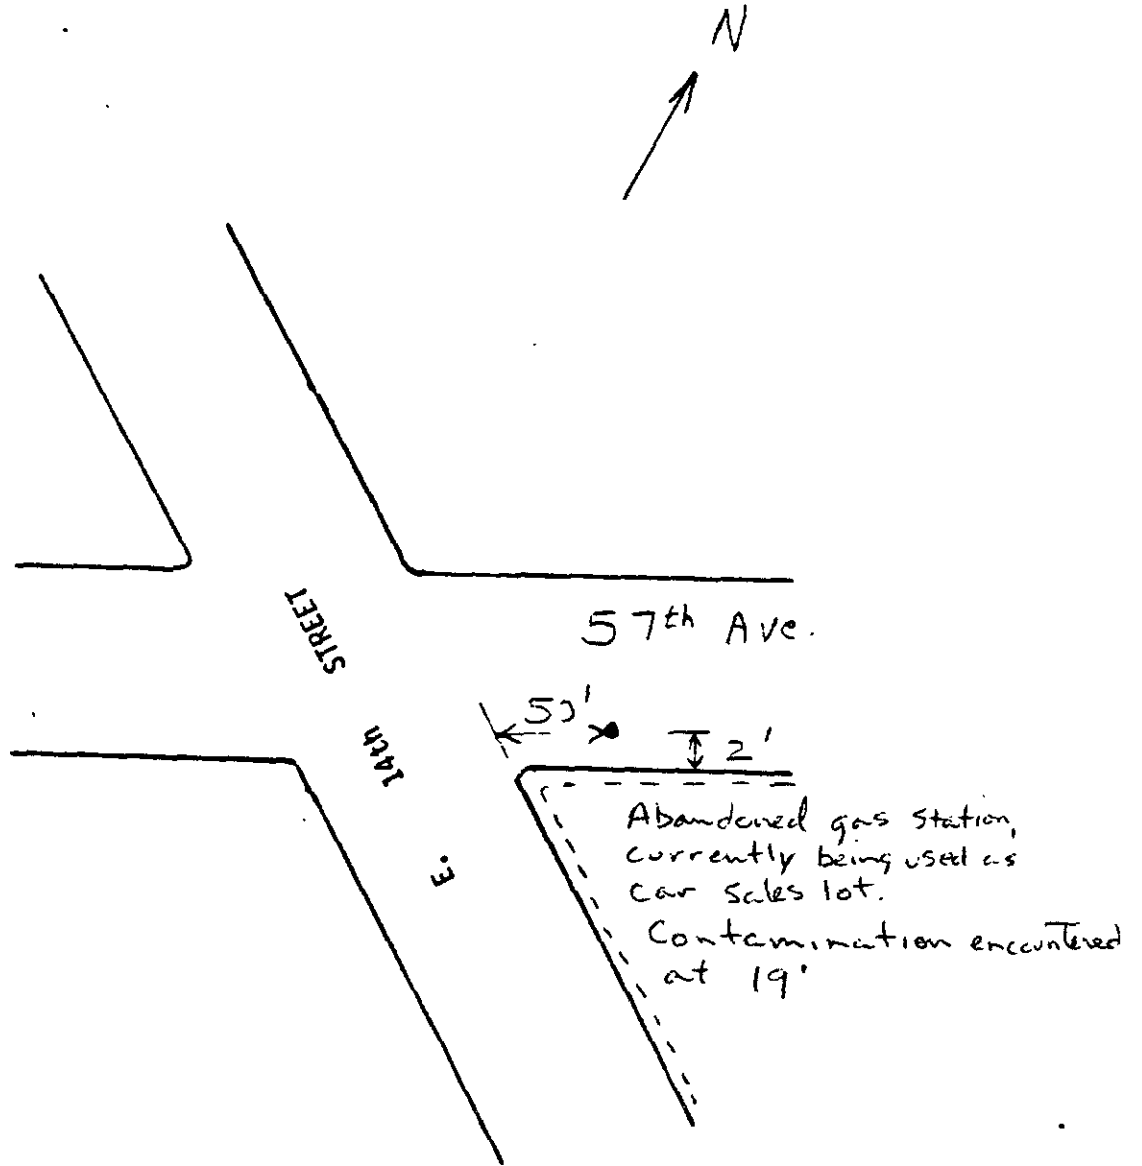 N
57th Ave.
E. 14th STREET
50'
2'
Abandoned gas station,
currently being used as
car sales lot.
Contamination encountered
at 19'